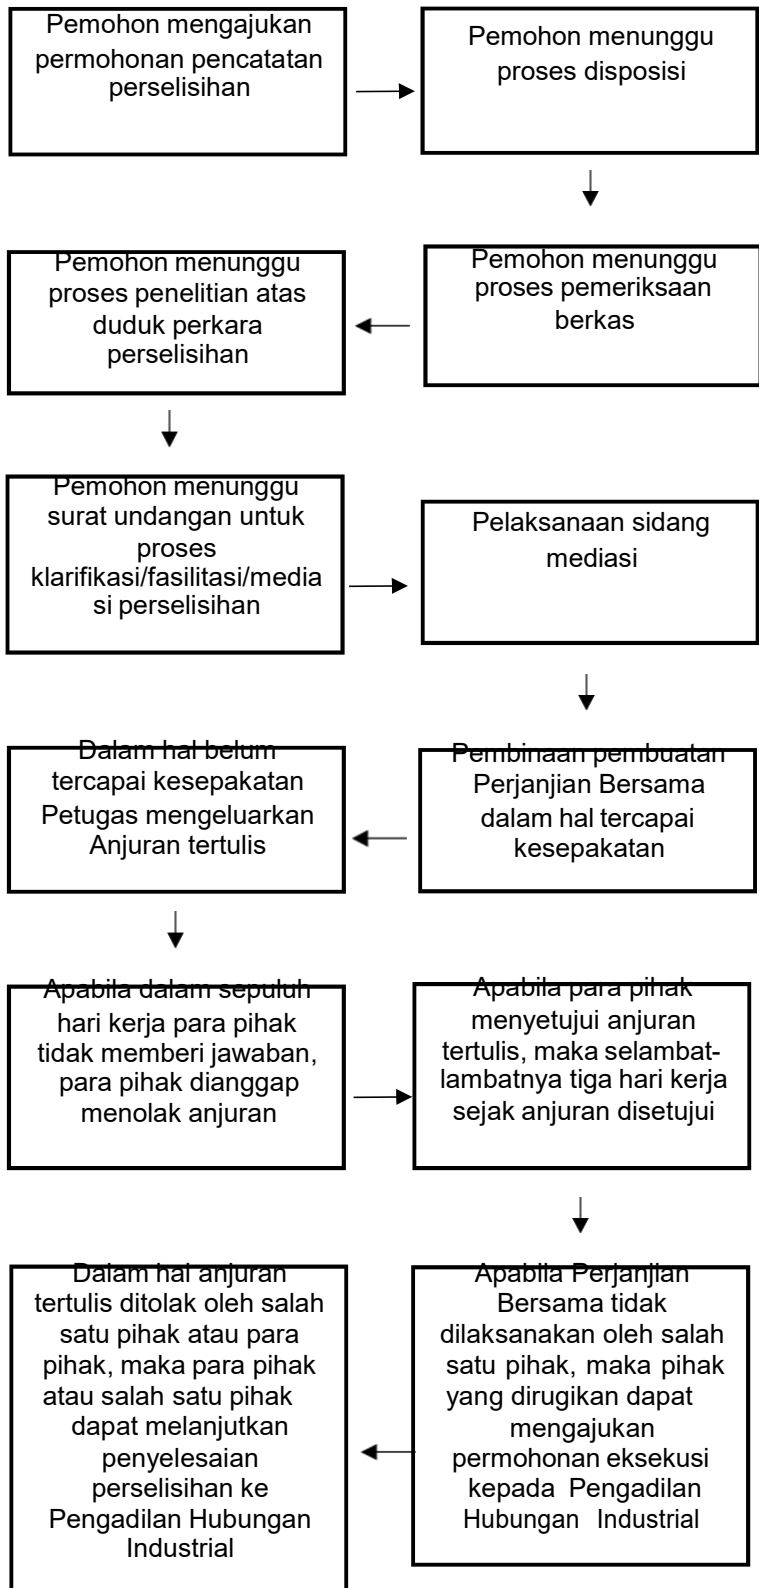 Pemohon mengajukan
permohonan pencatatan
perselisihan
Pemohon menunggu
proses disposisi
Pemohon menunggu
proses pemeriksaan
berkas
Pemohon menunggu
proses penelitian atas
duduk perkara
perselisihan
Pemohon menunggu
surat undangan untuk
proses
klarifikasi/fasilitasi/media
si perselisihan
Pelaksanaan sidang
mediasi
Pembinaan pembuatan
Perjanjian Bersama
dalam hal tercapai
kesepakatan
Dalam hal belum
tercapai kesepakatan
Petugas mengeluarkan
Anjuran tertulis
Apabila dalam sepuluh
hari kerja para pihak
tidak memberi jawaban,
para pihak dianggap
menolak anjuran
Apabila para pihak
menyetujui anjuran
tertulis, maka selambat-
lambatnya tiga hari kerja
sejak anjuran disetujui
Apabila Perjanjian
Bersama tidak
dilaksanakan oleh salah
satu pihak, maka pihak
yang dirugikan dapat
mengajukan
permohonan eksekusi
kepada Pengadilan
Hubungan Industrial
Dalam hal anjuran
tertulis ditolak oleh salah
satu pihak atau para
pihak, maka para pihak
atau salah satu pihak
dapat melanjutkan
penyelesaian
perselisihan ke
Pengadilan Hubungan
Industrial